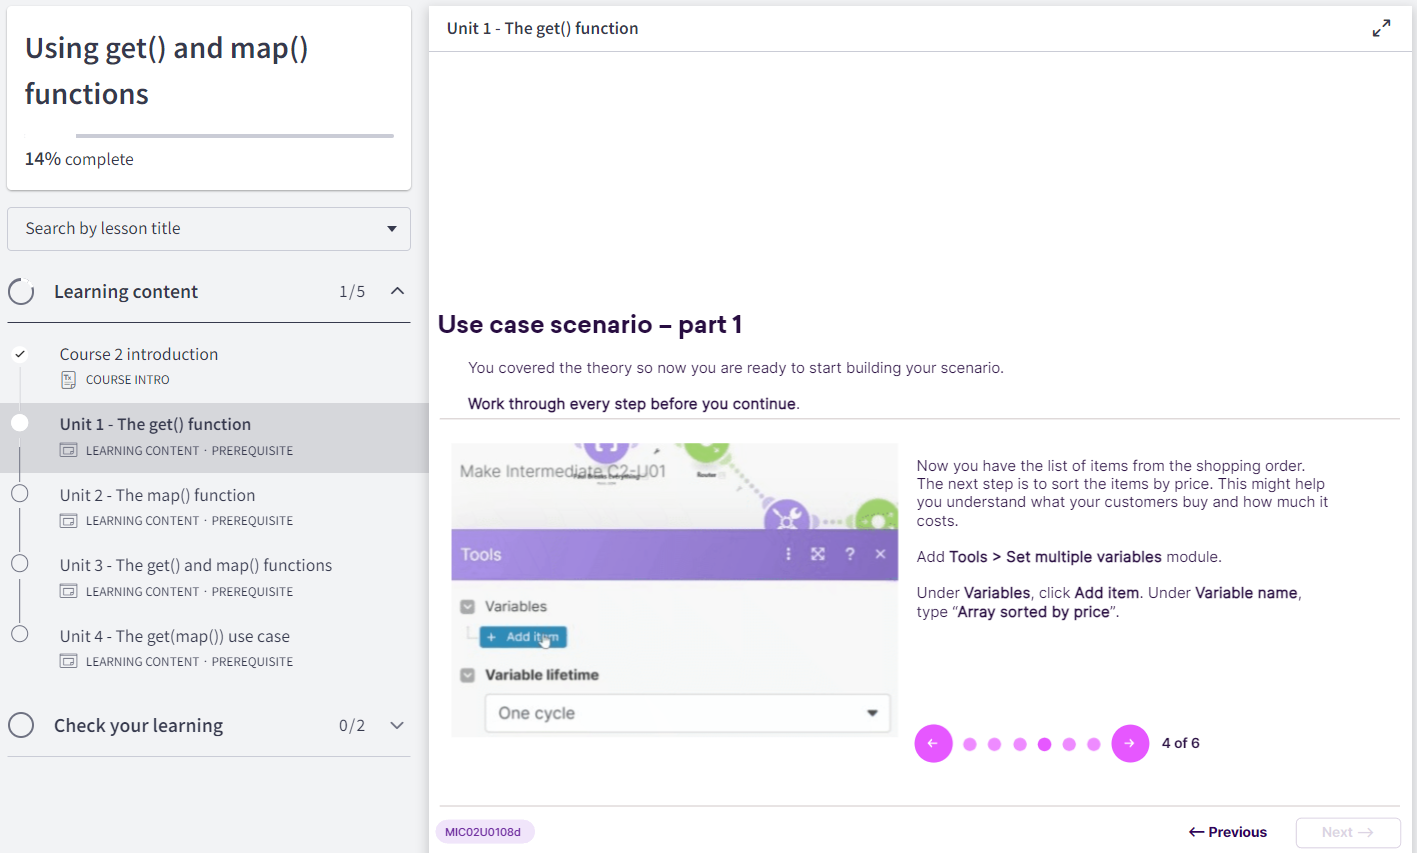 Using get() and map()
functions
14% complete
Search by lesson title
Learning content 1/5
Course 2 introduction
COURSE INTRO
Unit 1 - The get() function
LEARNING CONTENT · PREREQUISITE
Unit 2 - The map() function
LEARNING CONTENT · PREREQUISITE
Unit 3 - The get() and map() functions
LEARNING CONTENT · PREREQUISITE
Unit 4 - The get(map()) use case
LEARNING CONTENT · PREREQUISITE
Check your learning 0/2
Unit 1 - The get() function
Use case scenario – part 1
You covered the theory so now you are ready to start building your scenario.
Work through every step before you continue.
Make Intermediate C2-U01
Router
Tools
Variables
+ Add item
Variable lifetime
One cycle
Now you have the list of items from the shopping order.
The next step is to sort the items by price. This might help
you understand what your customers buy and how much it
costs.
Add Tools > Set multiple variables module.
Under Variables, click Add item. Under Variable name,
type “Array sorted by price”.
4 of 6
MIC02U0108d
← Previous
Next →